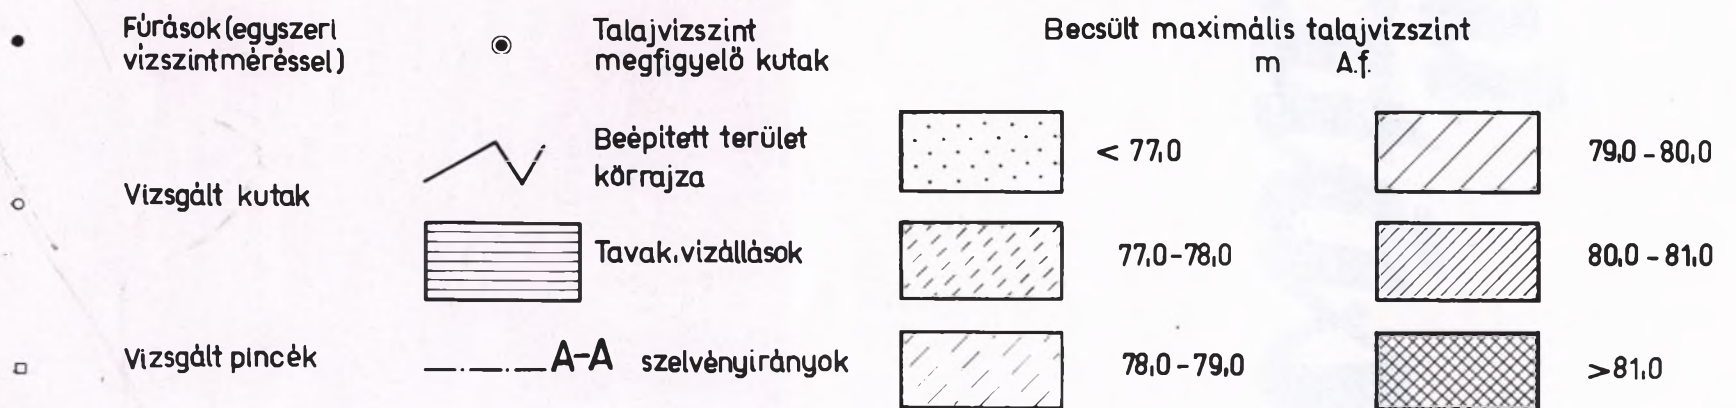 Fúrások (egyszeri
vízszintméréssel)
Vizsgált kutak
Vizsgált pincék
Talajvízszint
megfigyelő kutak
Beépített terület
körrajza
Tavak, vízállások
A-A szelvényirányok
Becsült maximális talajvízszint
m A.f.
< 77,0
77,0-78,0
78,0-79,0
79,0-80,0
80,0-81,0
>81,0